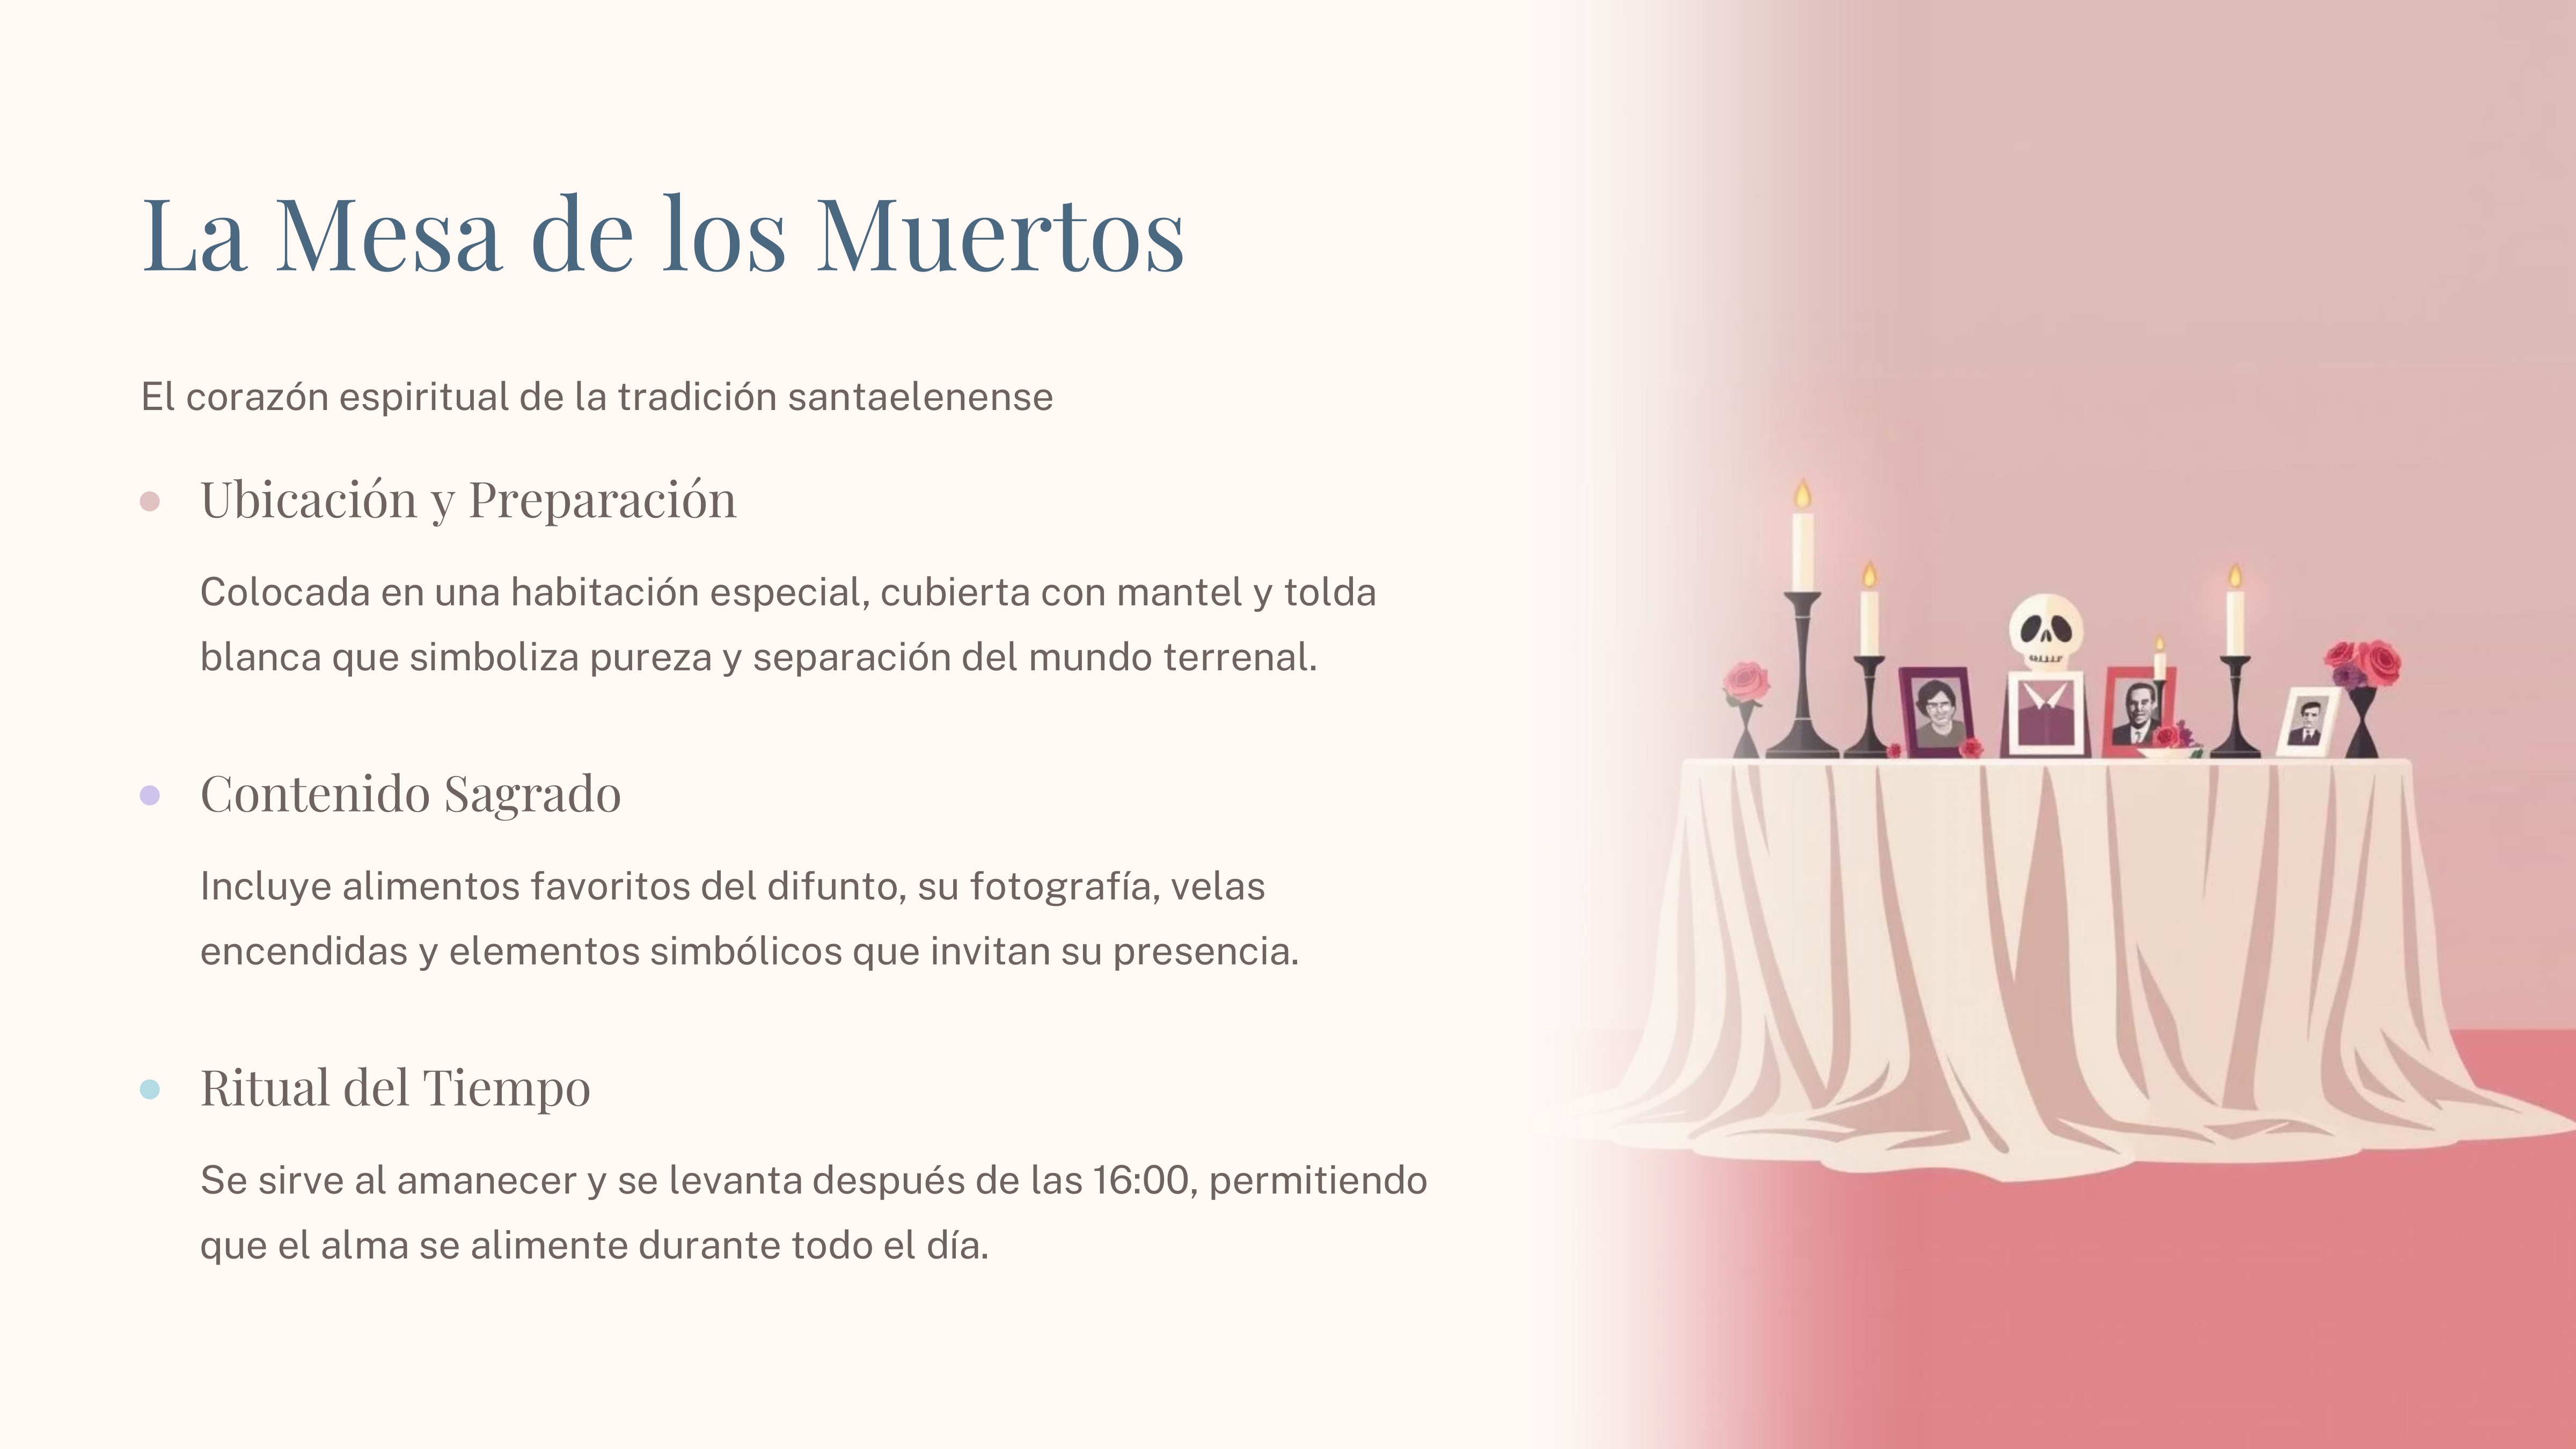 La Mesa de los Muertos
El corazón espiritual de la tradición santaelenense
Ubicación y Preparación
Colocada en una habitación especial, cubierta con mantel y tolda
blanca que simboliza pureza y separación del mundo terrenal.
Contenido Sagrado
Incluye alimentos favoritos del difunto, su fotografía, velas
encendidas y elementos simbólicos que invitan su presencia.
Ritual del Tiempo
Se sirve al amanecer y se levanta después de las 16:00, permitiendo
que el alma se alimente durante todo el día.